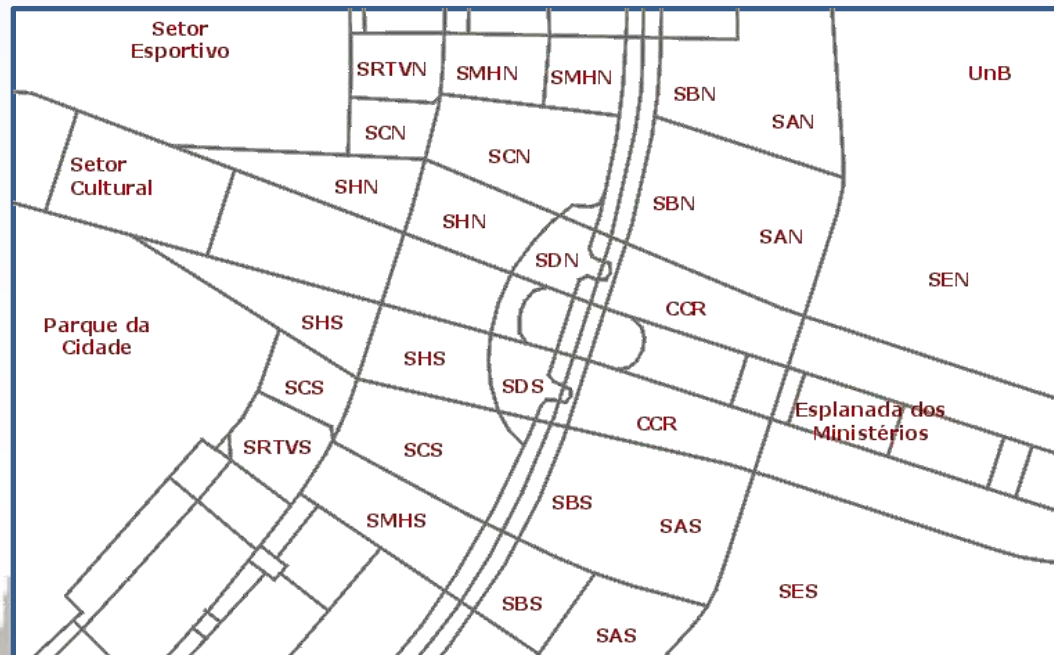 Setor
Esportivo
SRTVN
SMHN
SMHN
SBN
UnB
SAN
SCN
SCN
Setor
Cultural
SHN
SHN
SBN
SAN
SDN
SEN
CCR
Parque da
Cidade
SHS
SHS
SCS
SDS
CCR
Esplanada dos
Ministérios
SRTVS
SCS
SBS
SMHS
SAS
SBS
SES
SAS